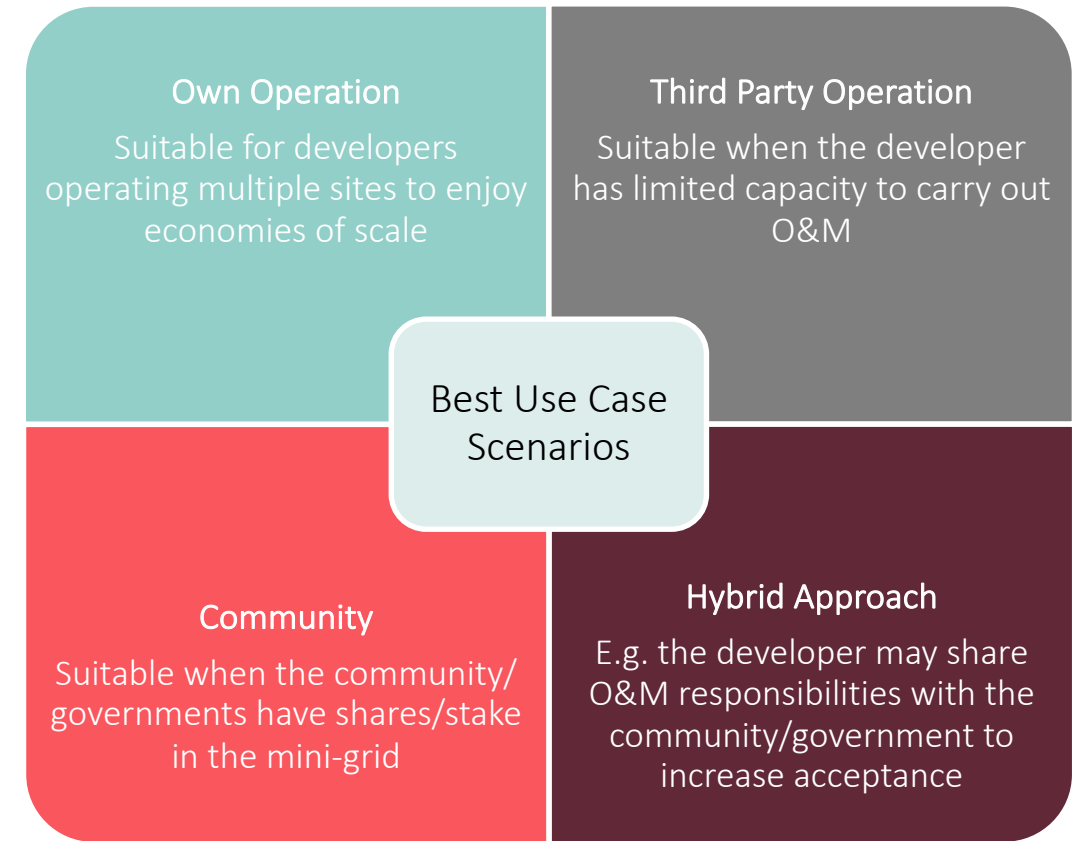 Own Operation
Suitable for developers
operating multiple sites to enjoy
economies of scale
Third Party Operation
Suitable when the developer
has limited capacity to carry out
O&M
Best Use Case
Scenarios
Community
Suitable when the community/
governments have shares/stake
in the mini-grid
Hybrid Approach
E.g. the developer may share
O&M responsibilities with the
community/government to
increase acceptance